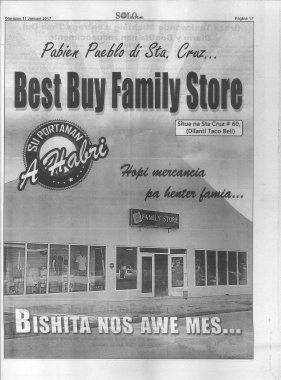 Diamars 11 Januari 2017
SOLO
Pagina 17
Pabien Pueblo di Sta. Cruz...
Best Buy Family Store
Situa na Sta Cruz # 60,
(Dilanti Taco Bell)
SU PORTANAN
A Habri
Hopi mercancia
pa henter famia...
FAMILY STORE
BISHITA NOS AWE MES...